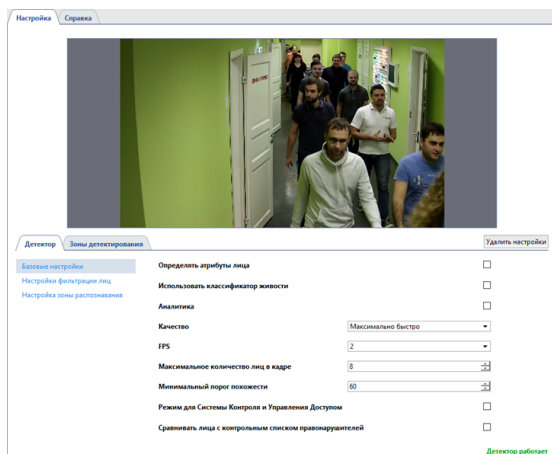 Настройка Справка
Детектор Зоны детектирования Удалить настройки
Базовые настройки
Настройки фильтрации лиц
Настройка зоны распознавания
Определять атрибуты лица
Использовать классификатор живости
Аналитика
Качество Максимально быстро
FPS 2
Максимальное количество лиц в кадре 8
Минимальный порог похожести 60
Режим для Системы Контроля и Управления Доступом
Сравнивать лица с контрольным списком правонарушителей
Детектор работает